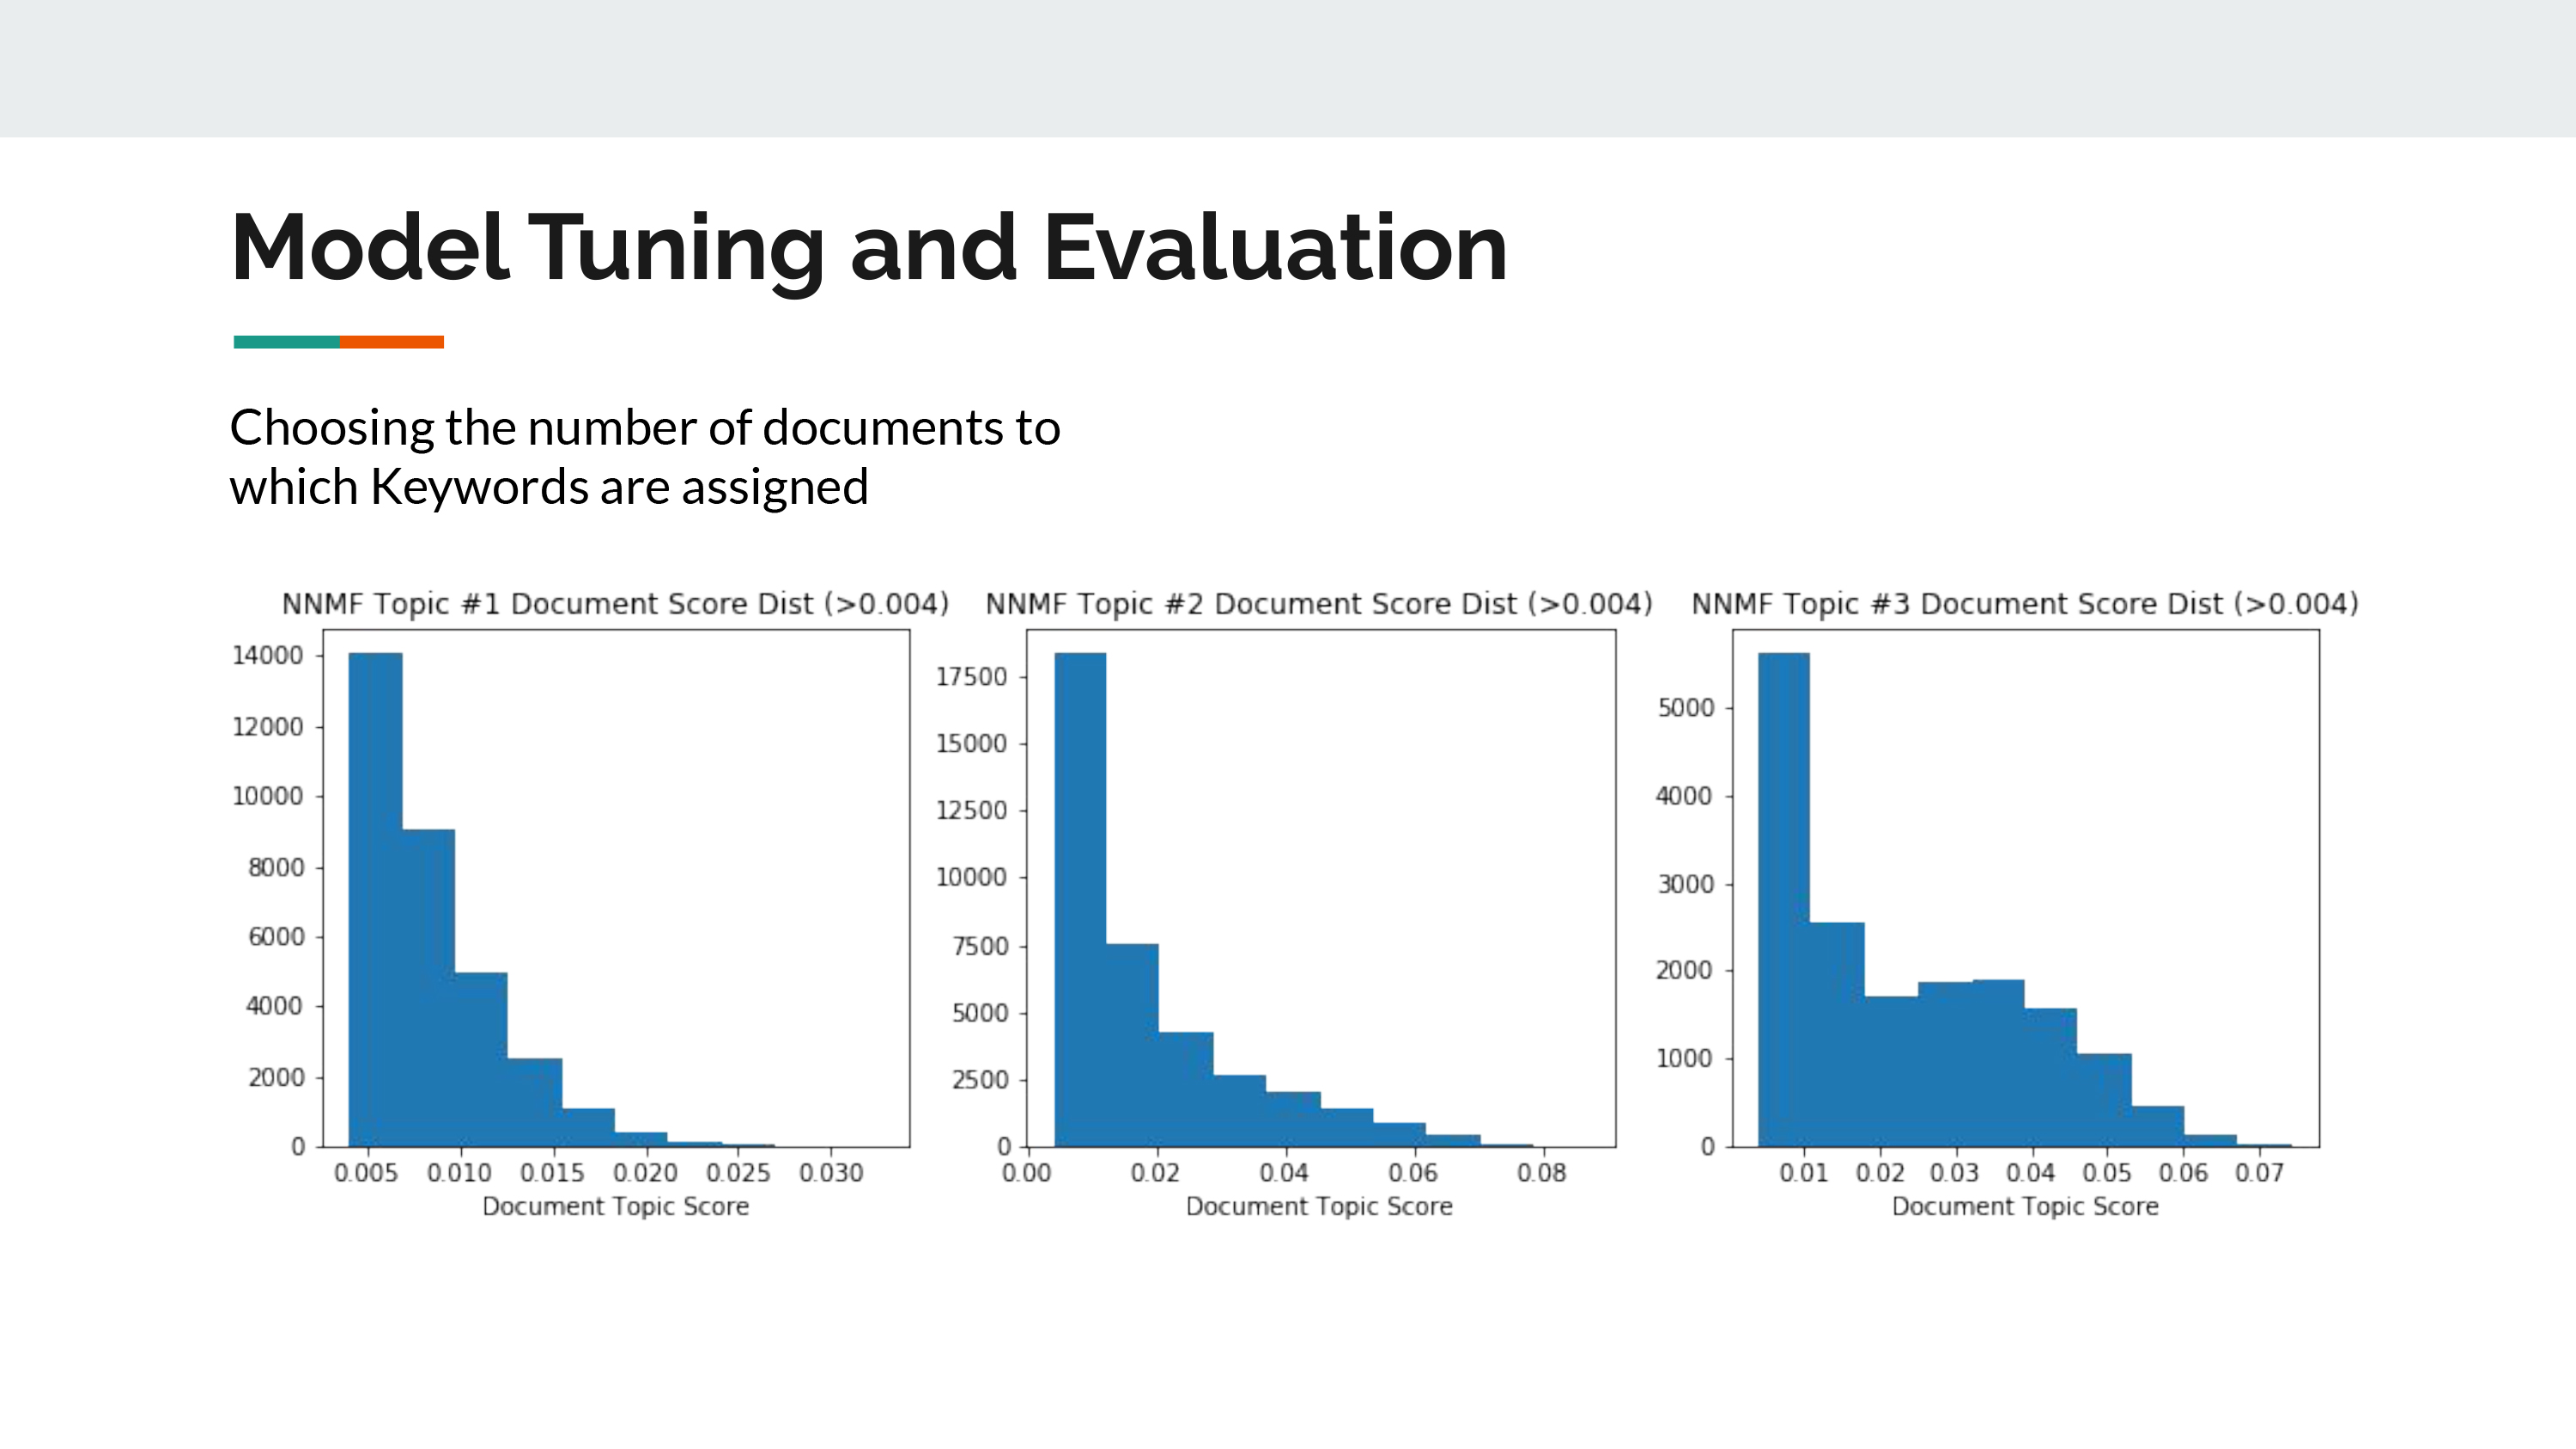 Model Tuning and Evaluation
Choosing the number of documents to
which Keywords are assigned
NNMF Topic #1 Document Score Dist (>0.004)
14000
12000
10000
8000
6000
4000
2000
0
0.005 0.010 0.015 0.020 0.025 0.030
Document Topic Score
NNMF Topic #2 Document Score Dist (>0.004)
17500
15000
12500
10000
7500
5000
2500
0
0.00 0.02 0.04 0.06 0.08
Document Topic Score
NNMF Topic #3 Document Score Dist (>0.004)
5000
4000
3000
2000
1000
0
0.01 0.02 0.03 0.04 0.05 0.06 0.07
Document Topic Score